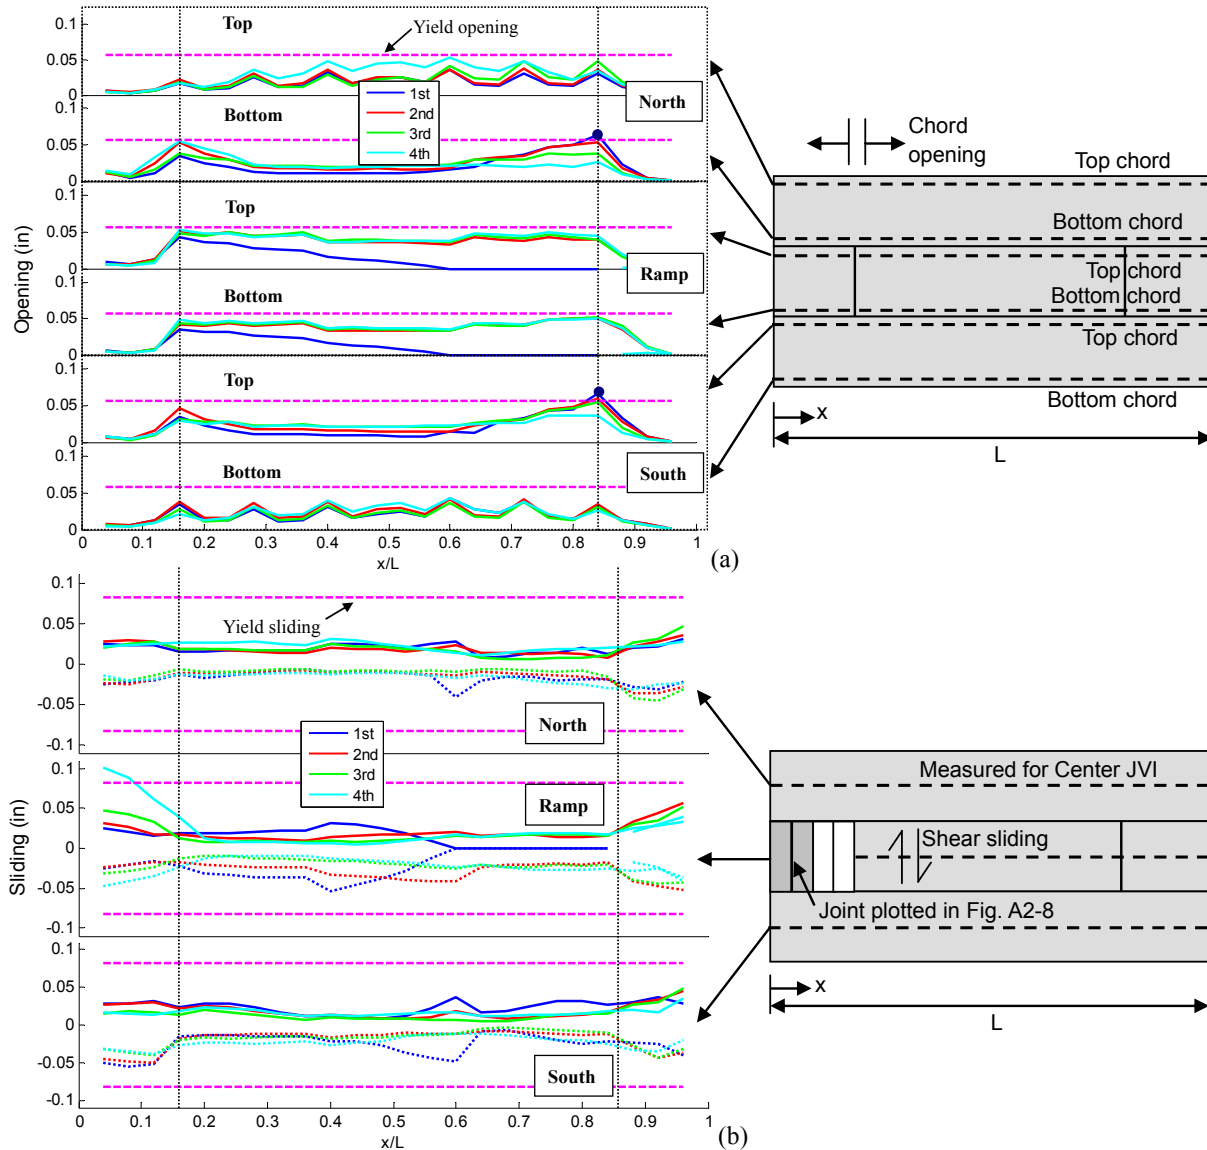 0.1
Top
Yield opening
0.05
0
North
0.1
Bottom
1st
2nd
3rd
4th
0.05
0
0.1
Top
0.05
0
Ramp
0.1
Bottom
0.05
0
0.1
Top
0.05
0
South
0.1
Bottom
0.05
0
Opening (in)
0 0.1 0.2 0.3 0.4 0.5 0.6 0.7 0.8 0.9 1
x/L
(a)
Chord
opening
Top chord
Bottom chord
Top chord
Bottom chord
Top chord
Bottom chord
x
L
0.1
0.05
0
-0.05
-0.1
Yield sliding
North
1st
2nd
3rd
4th
0.1
0.05
0
-0.05
-0.1
Ramp
0.1
0.05
0
-0.05
-0.1
South
Sliding (in)
0 0.1 0.2 0.3 0.4 0.5 0.6 0.7 0.8 0.9 1
x/L
(b)
Measured for Center JVI
Shear sliding
Joint plotted in Fig. A2-8
x
L